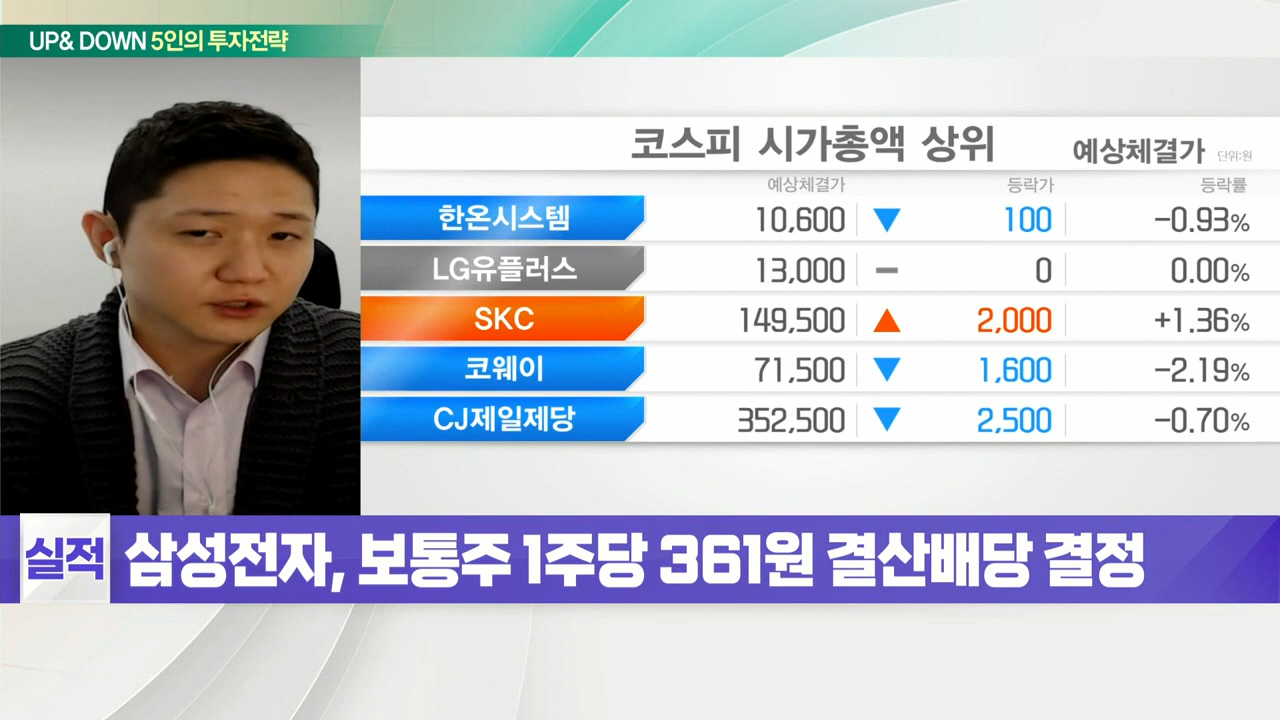 UP& DOWN 5인의 투자전략
코스피 시가총액 상위 예상체결가 단위:원
예상체결가 등락가 등락률
한온시스템 10,600 ▼ 100 -0.93%
LG유플러스 13,000 - 0 0.00%
SKC 149,500 ▲ 2,000 +1.36%
코웨이 71,500 ▼ 1,600 -2.19%
CJ제일제당 352,500 ▼ 2,500 -0.70%
실적 삼성전자, 보통주 1주당 361원 결산배당 결정